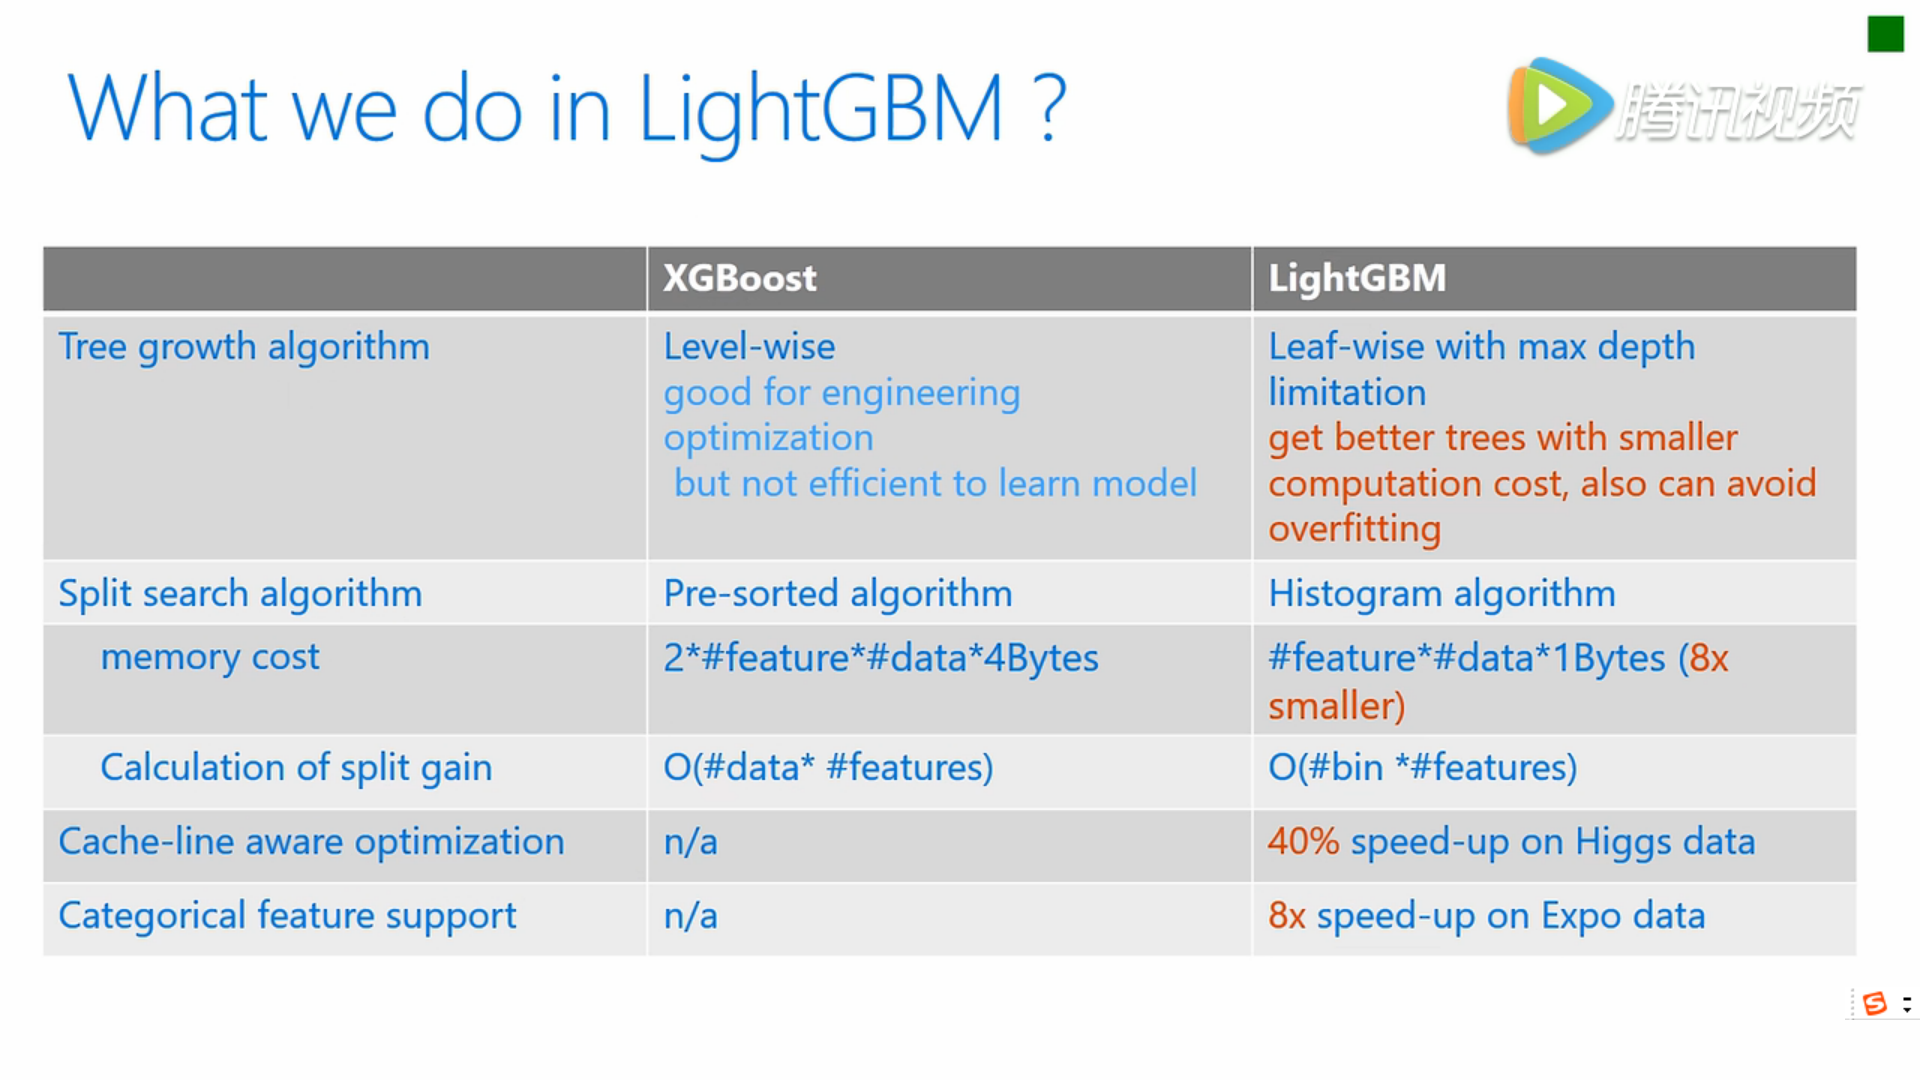 What we do in LightGBM ?
腾讯视频
XGBoost
LightGBM
Tree growth algorithm
Level-wise
good for engineering
optimization
but not efficient to learn model
Leaf-wise with max depth
limitation
get better trees with smaller
computation cost, also can avoid
overfitting
Split search algorithm
Pre-sorted algorithm
Histogram algorithm
memory cost
2*#feature*#data*4Bytes
#feature*#data*1Bytes (8x
smaller)
Calculation of split gain
O(#data* #features)
O(#bin *#features)
Cache-line aware optimization
n/a
40% speed-up on Higgs data
Categorical feature support
n/a
8x speed-up on Expo data
S